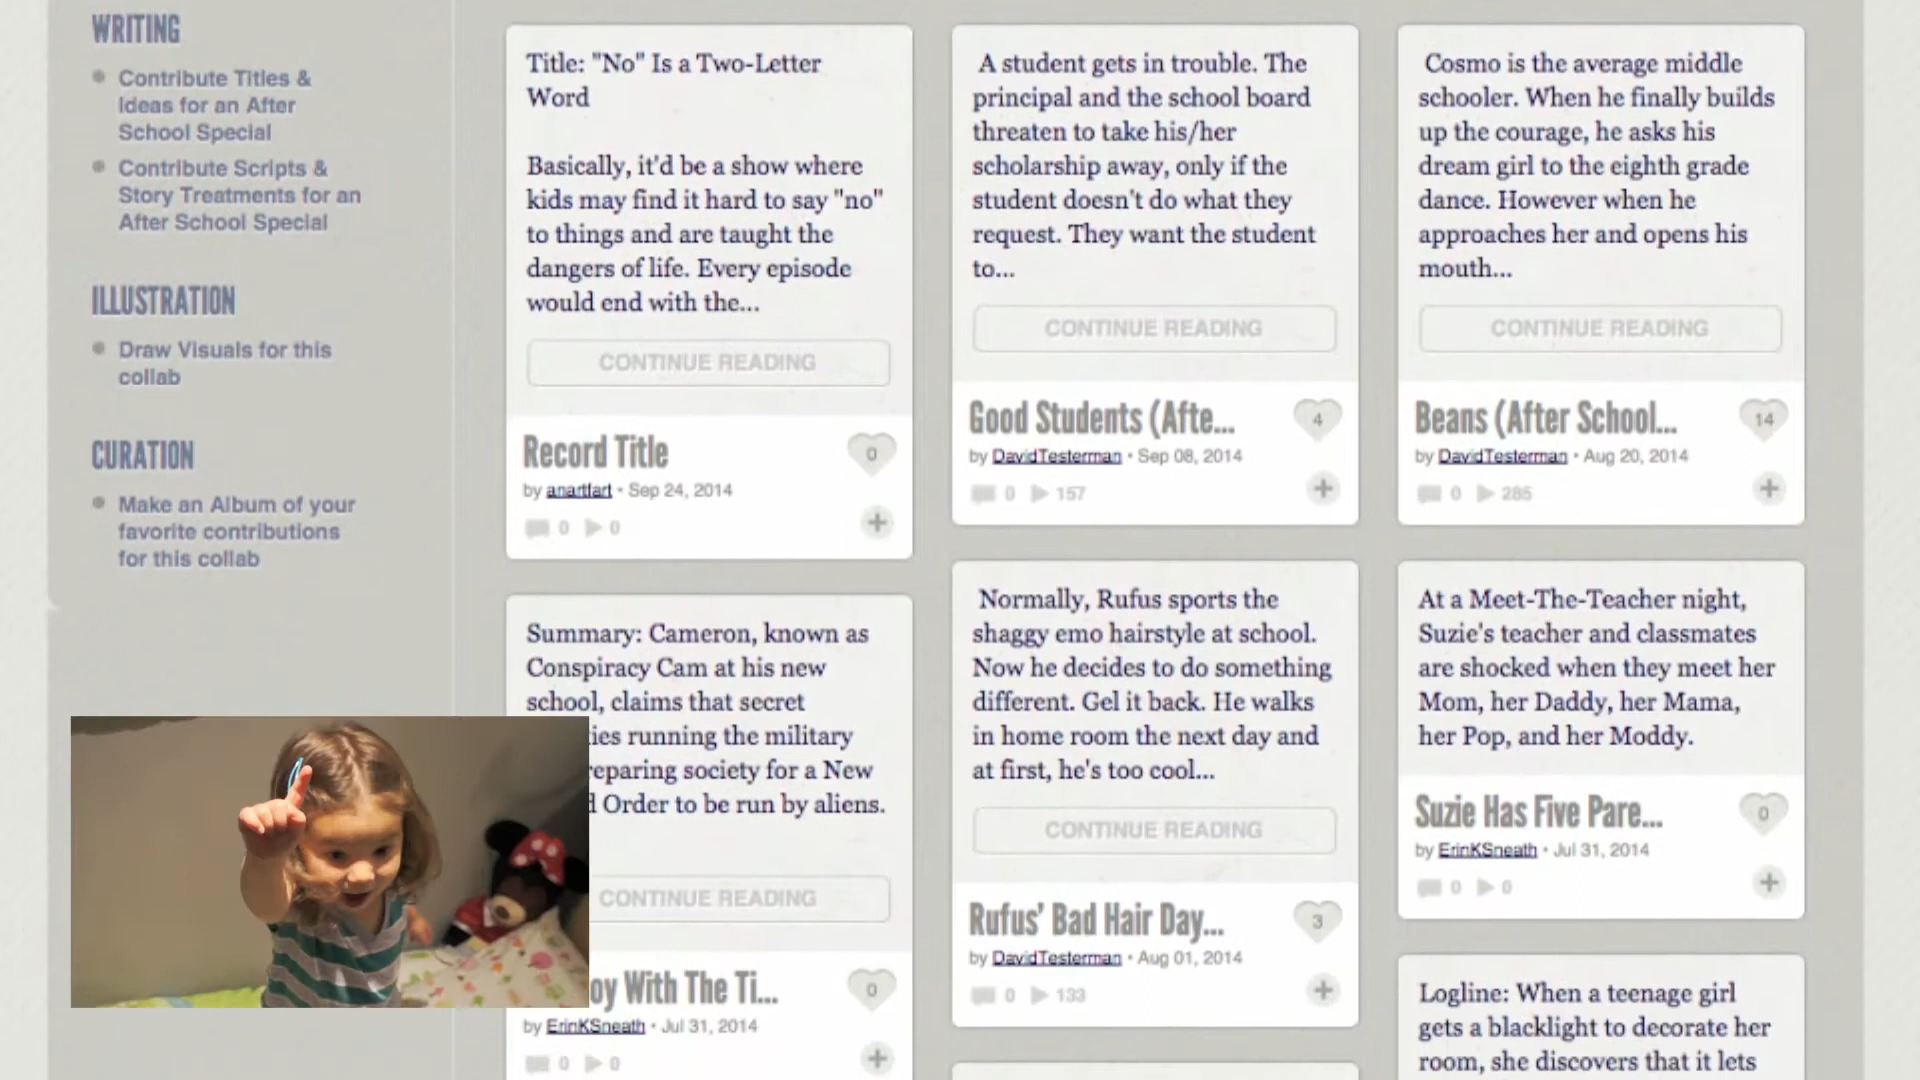 WRITING
Contribute Titles &
Ideas for an After
School Special
Contribute Scripts &
Story Treatments for an
After School Special
ILLUSTRATION
Draw Visuals for this
collab
CURATION
Make an Album of your
favorite contributions
for this collab
Title: "No" Is a Two-Letter
Word
Basically, it'd be a show where
kids may find it hard to say "no"
to things and are taught the
dangers of life. Every episode
would end with the...
CONTINUE READING
Record Title
0
by anartfart • Sep 24, 2014
0 0
Summary: Cameron, known as
Conspiracy Cam at his new
school, claims that secret
running the military
society for a New
Order to be run by aliens.
CONTINUE READING
With The Ti...
0
by ErinKSneath • Jul 31, 2014
0 0
A student gets in trouble. The
principal and the school board
threaten to take his/her
scholarship away, only if the
student doesn't do what they
request. They want the student
to...
CONTINUE READING
Good Students (Afte...
4
by DavidTesterman • Sep 08, 2014
0 157
Normally, Rufus sports the
shaggy emo hairstyle at school.
Now he decides to do something
different. Gel it back. He walks
in home room the next day and
at first, he's too cool...
CONTINUE READING
Rufus' Bad Hair Day...
3
by DavidTesterman • Aug 01, 2014
0 133
Cosmo is the average middle
schooler. When he finally builds
up the courage, he asks his
dream girl to the eighth grade
dance. However when he
approaches her and opens his
mouth...
CONTINUE READING
Beans (After School...
14
by DavidTesterman • Aug 20, 2014
0 285
At a Meet-The-Teacher night,
Suzie's teacher and classmates
are shocked when they meet her
Mom, her Daddy, her Mama,
her Pop, and her Moddy.
Suzie Has Five Pare...
0
by ErinKSneath • Jul 31, 2014
0 0
Logline: When a teenage girl
gets a blacklight to decorate her
room, she discovers that it lets